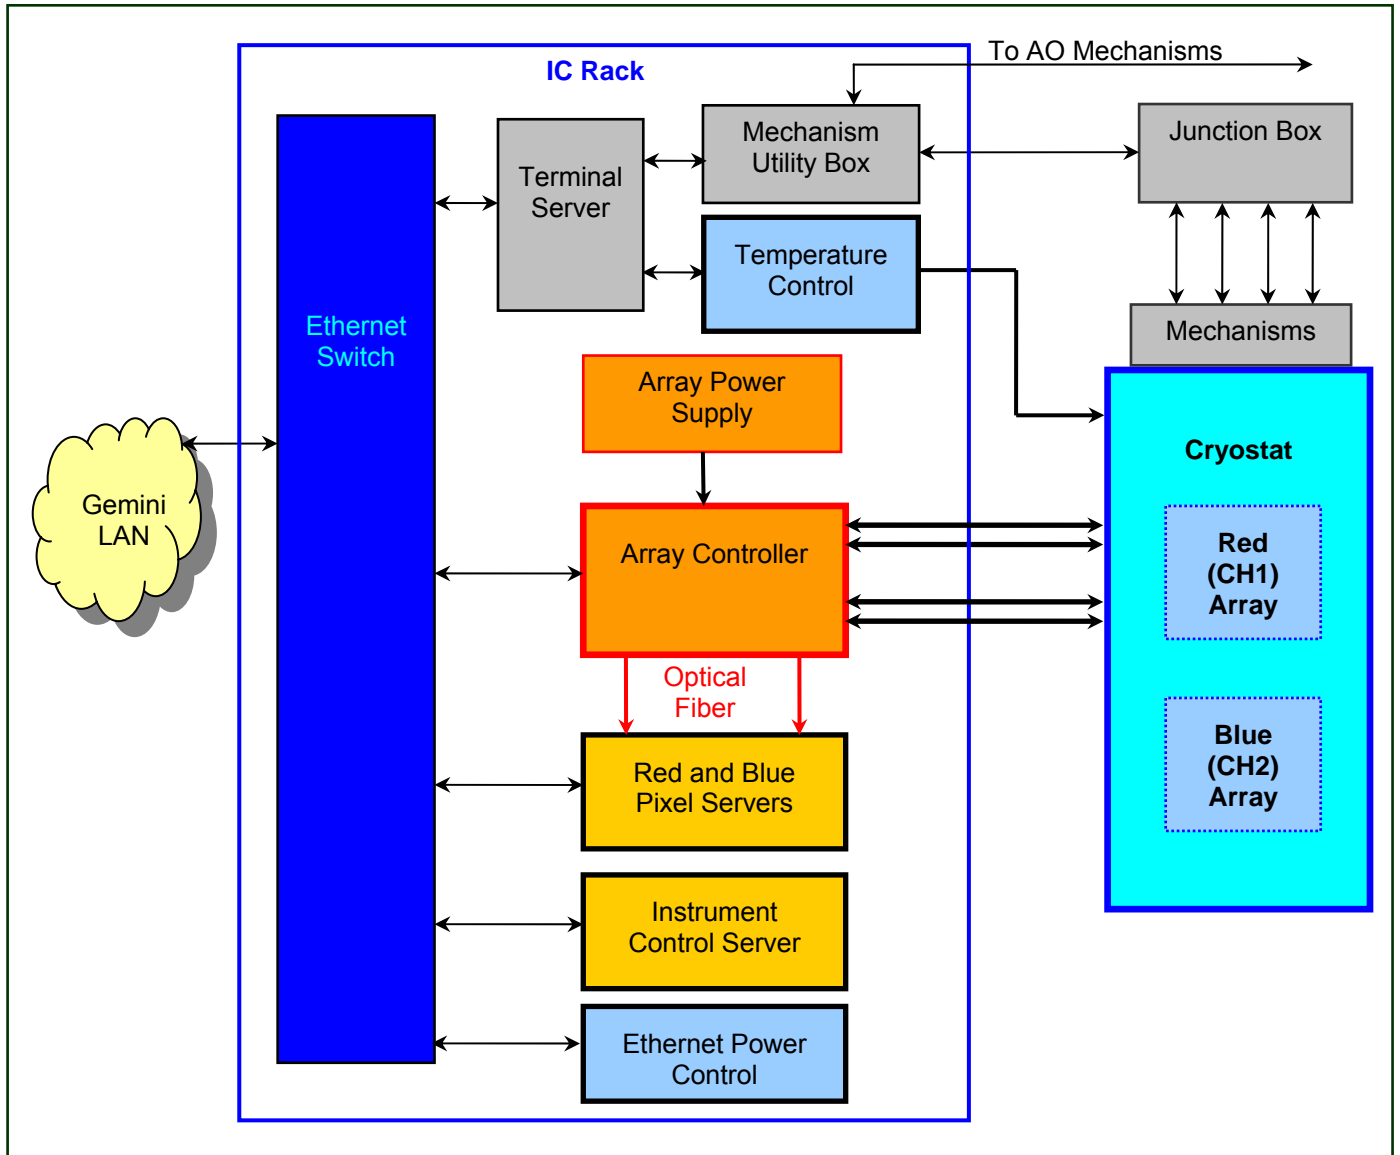 To AO Mechanisms
IC Rack
Mechanism
Utility Box
Junction Box
Terminal
Server
Temperature
Control
Ethernet
Switch
Mechanisms
Array Power
Supply
Cryostat
Gemini
LAN
Array Controller
Red
(CH1)
Array
Optical
Fiber
Blue
(CH2)
Array
Red and Blue
Pixel Servers
Instrument
Control Server
Ethernet Power
Control